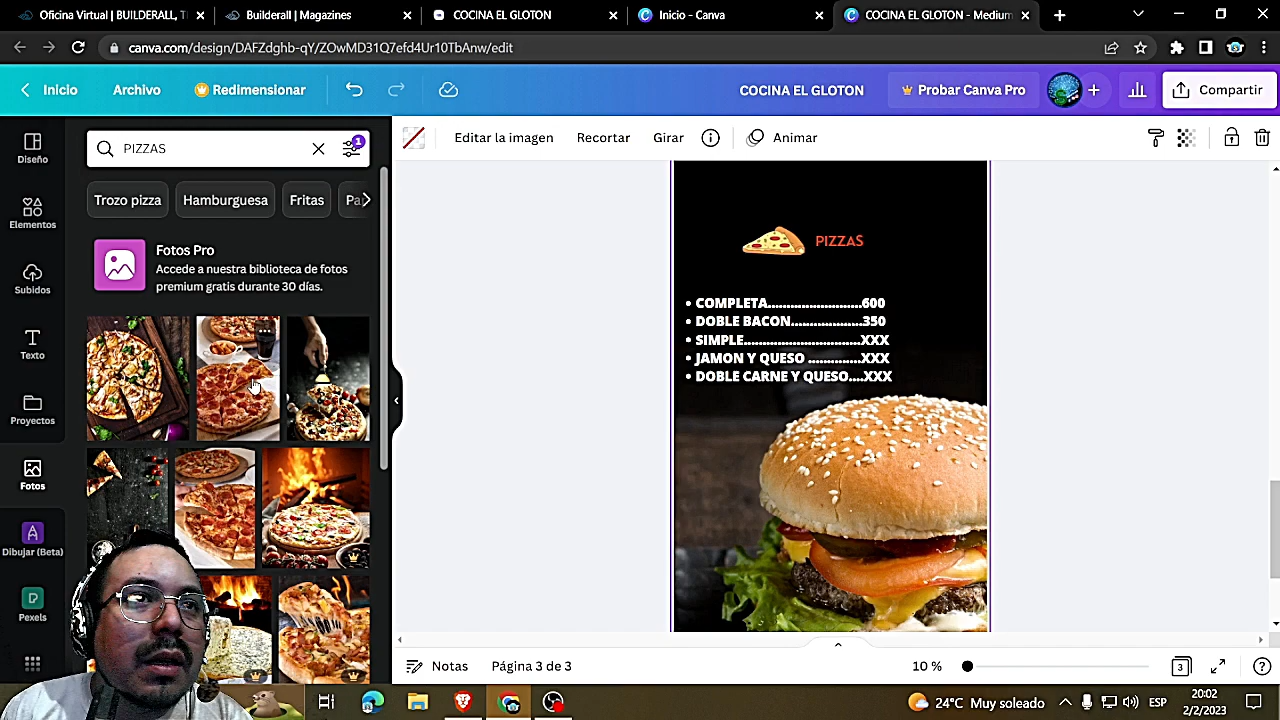 Oficina Virtual | BUILDERALL, T
Builderall | Magazines
COCINA EL GLOTON
Inicio - Canva
COCINA EL GLOTON - Medium
canva.com/design/DAFZdghb-qY/ZOwMD31Q7efd4Ur10TbAnw/edit
Inicio
Archivo
Redimensionar
COCINA EL GLOTON
Probar Canva Pro
Compartir
PIZZAS
1
Editar la imagen
Recortar
Girar
Animar
Diseño
Elementos
Subidos
Texto
Proyectos
Fotos
Dibujar (Beta)
Pexels
Trozo pizza
Hamburguesa
Fritas
Pa
Fotos Pro
Accede a nuestra biblioteca de fotos
premium gratis durante 30 días.
PIZZAS
• COMPLETA.........................600
• DOBLE BACON...................350
• SIMPLE...............................XXX
• JAMON Y QUESO ..............XXX
• DOBLE CARNE Y QUESO....XXX
Notas
Página 3 de 3
10 %
3
24°C Muy soleado
ESP
20:02
2/2/2023